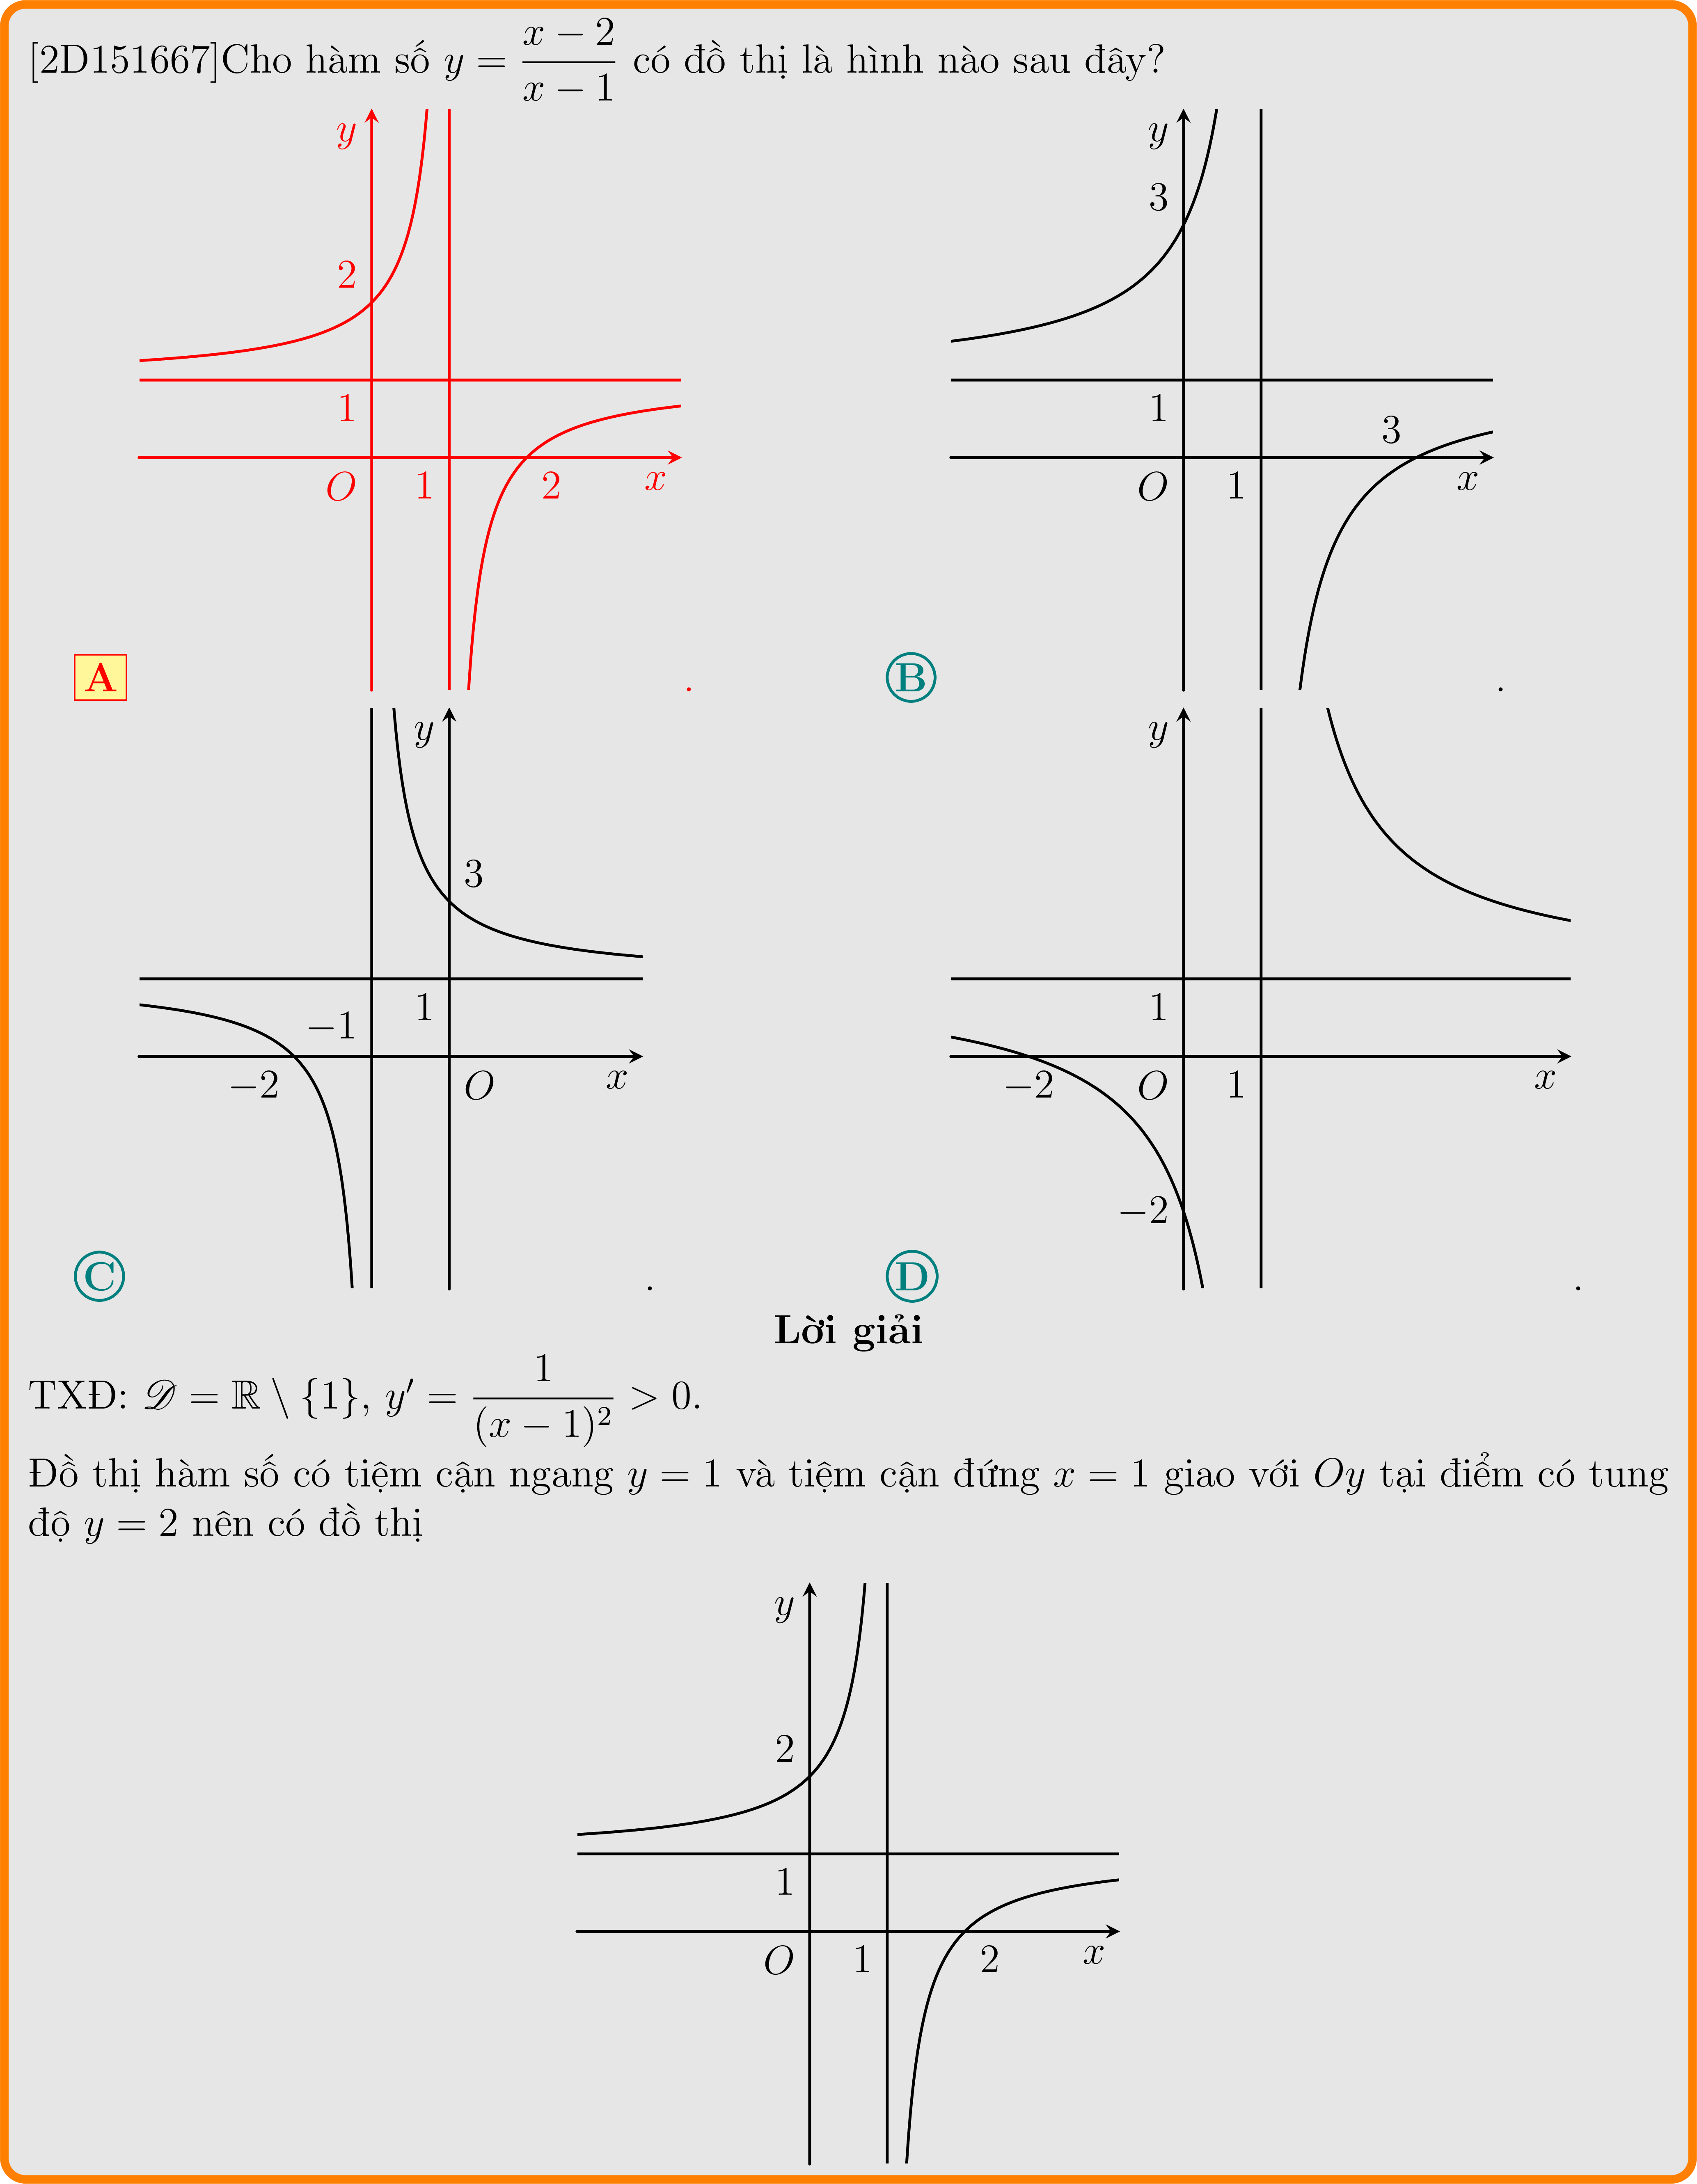 [2D151667]Cho hàm số $y = \dfrac{x-2}{x-1}$ có đồ thị là hình nào sau đây?
y
2
1
O 1 2 x
A .
y
3
1 3
O 1 x
B .
y
3
1
−1
−2 O x
C .
y
1
−2 O 1 x
−2
D .
Lời giải
TXĐ: $\mathscr{D} = \mathbb{R} \setminus \{1\}$, $y' = \dfrac{1}{(x-1)^2} > 0$.
Đồ thị hàm số có tiệm cận ngang $y = 1$ và tiệm cận đứng $x = 1$ giao với $Oy$ tại điểm có tung
độ $y = 2$ nên có đồ thị
y
2
1
O 1 2 x